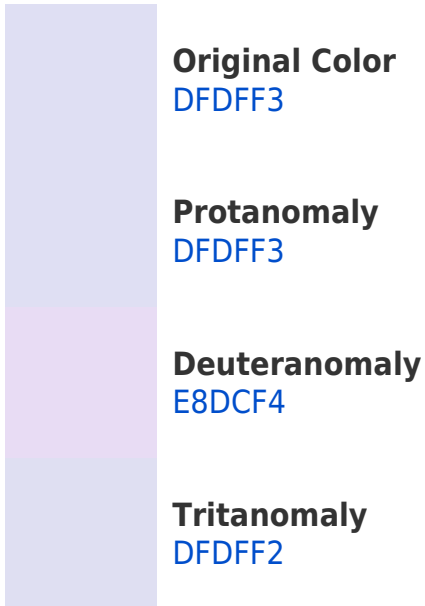 Original Color
DFDFF3
Protanomaly
DFDFF3
Deuteranomaly
E8DCF4
Tritanomaly
DFDFF2